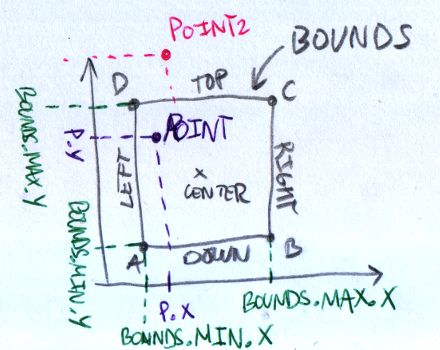 POINT2
BOUNDS
D
TOP
C
BOUNDS.MAX.Y
P.Y
POINT
LEFT
x
CENTER
RIGHT
BOUNDS.MIN.Y
A
DOWN
B
P.X
BOUNDS.MAX.X
BOUNDS.MIN.X